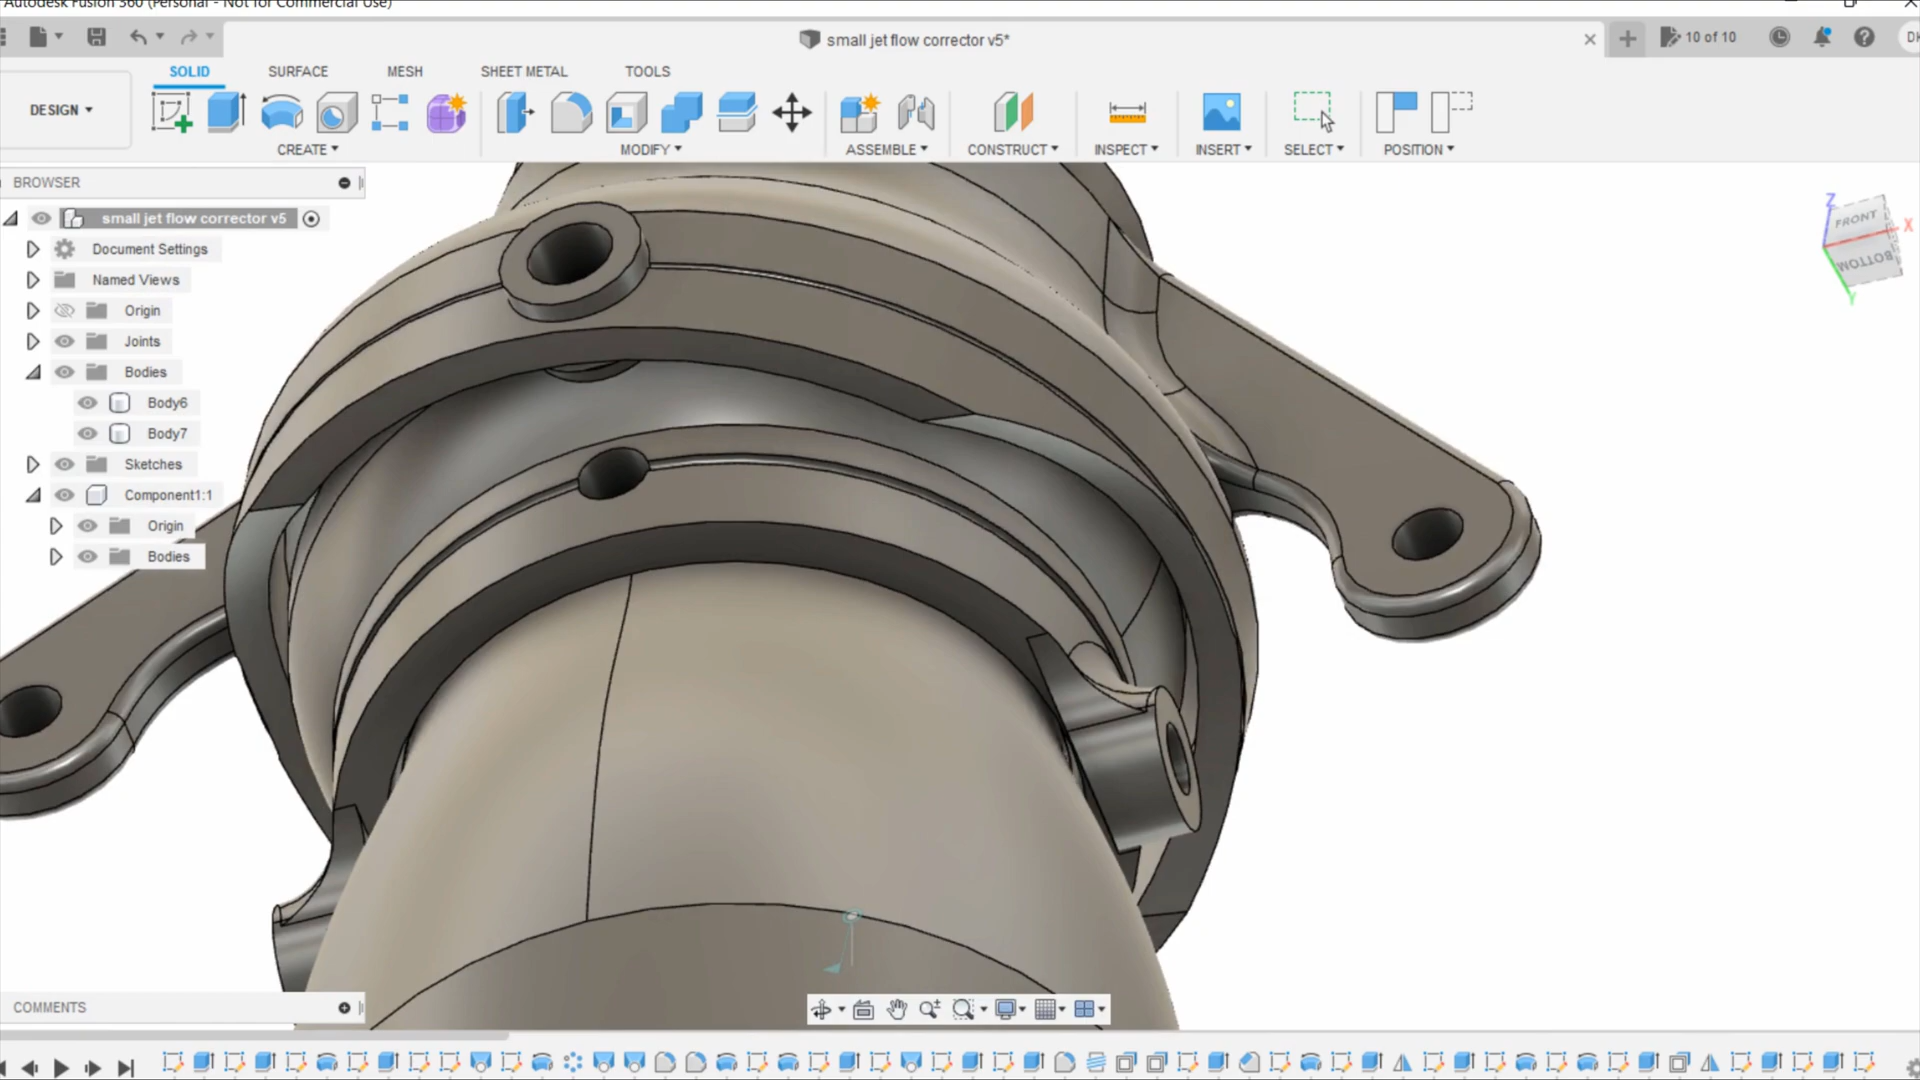 Autodesk Fusion 360 (Personal - Not for Commercial Use)
small jet flow corrector v5*
10 of 10
DK
SOLID SURFACE MESH SHEET METAL TOOLS
DESIGN
CREATE MODIFY ASSEMBLE CONSTRUCT INSPECT INSERT SELECT POSITION
BROWSER
small jet flow corrector v5
Document Settings
Named Views
Origin
Joints
Bodies
Body6
Body7
Sketches
Component1:1
Origin
Bodies
Z
FRONT
X
BOTTOM
Y
COMMENTS